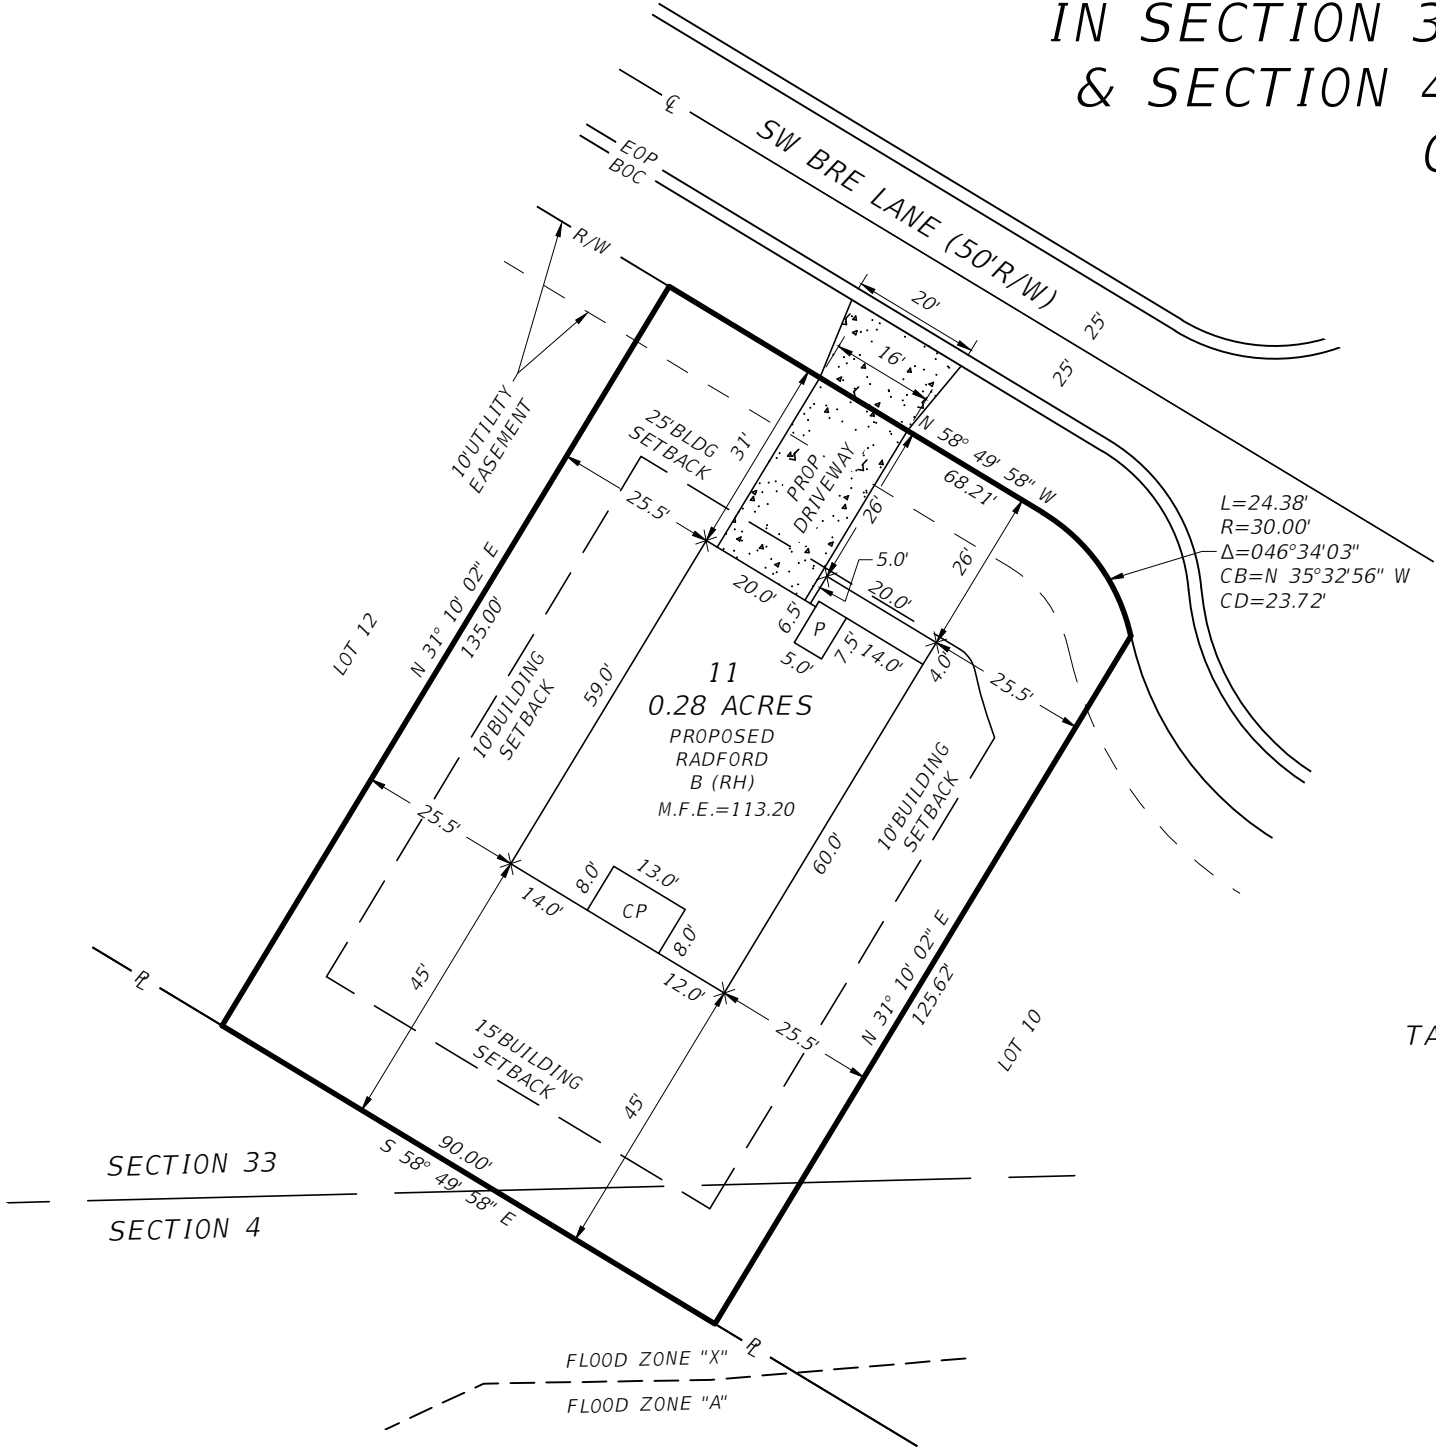 IN SECTION 3
& SECTION 4
℄
SW BRE LANE (50'R/W)
EOP
BOC
R/W
20'
25'
25'
16'
10'UTILITY
EASEMENT
25'BLDG
SETBACK
31'
PROP.
DRIVEWAY
26'
N 58° 49' 58" W
68.21'
L=24.38'
R=30.00'
Δ=046°34'03"
CB=N 35°32'56" W
CD=23.72'
25.5'
26'
5.0'
20.0'
20.0'
6.5'
P
7.5'
5.0'
14.0'
4.0'
25.5'
LOT 12
N 31° 10' 02" E
135.00'
10'BUILDING
SETBACK
59.0'
11
0.28 ACRES
PROPOSED
RADFORD
B (RH)
M.F.E.=113.20
10'BUILDING
SETBACK
60.0'
25.5'
8.0'
13.0'
CP
8.0'
14.0'
12.0'
45'
25.5'
N 31° 10' 02" E
125.62'
LOT 10
TA
℄
15'BUILDING
SETBACK
45'
90.00'
S 58° 49' 58" E
SECTION 33
SECTION 4
FLOOD ZONE "X"
FLOOD ZONE "A"